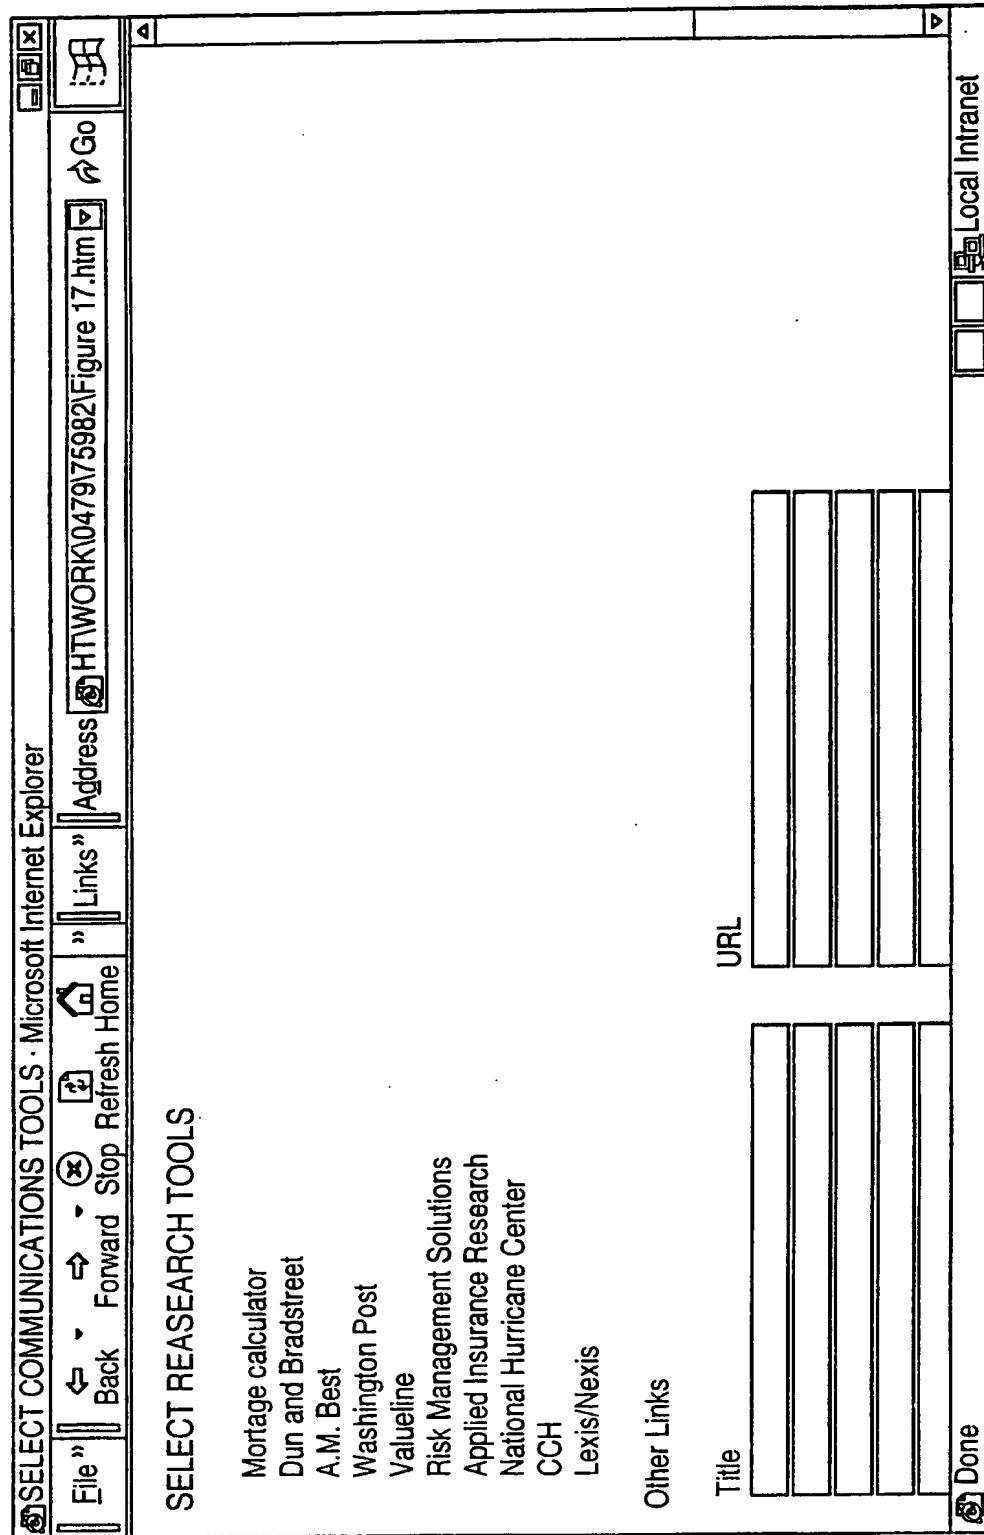 SELECT COMMUNICATIONS TOOLS · Microsoft Internet Explorer
File » Back Forward Stop Refresh Home » Links » Address HT\WORK\0479\75982\Figure 17.htm Go
SELECT REASEARCH TOOLS
Mortage calculator
Dun and Bradstreet
A.M. Best
Washington Post
Valueline
Risk Management Solutions
Applied Insurance Research
National Hurricane Center
CCH
Lexis/Nexis
Other Links
Title URL
Done Local Intranet